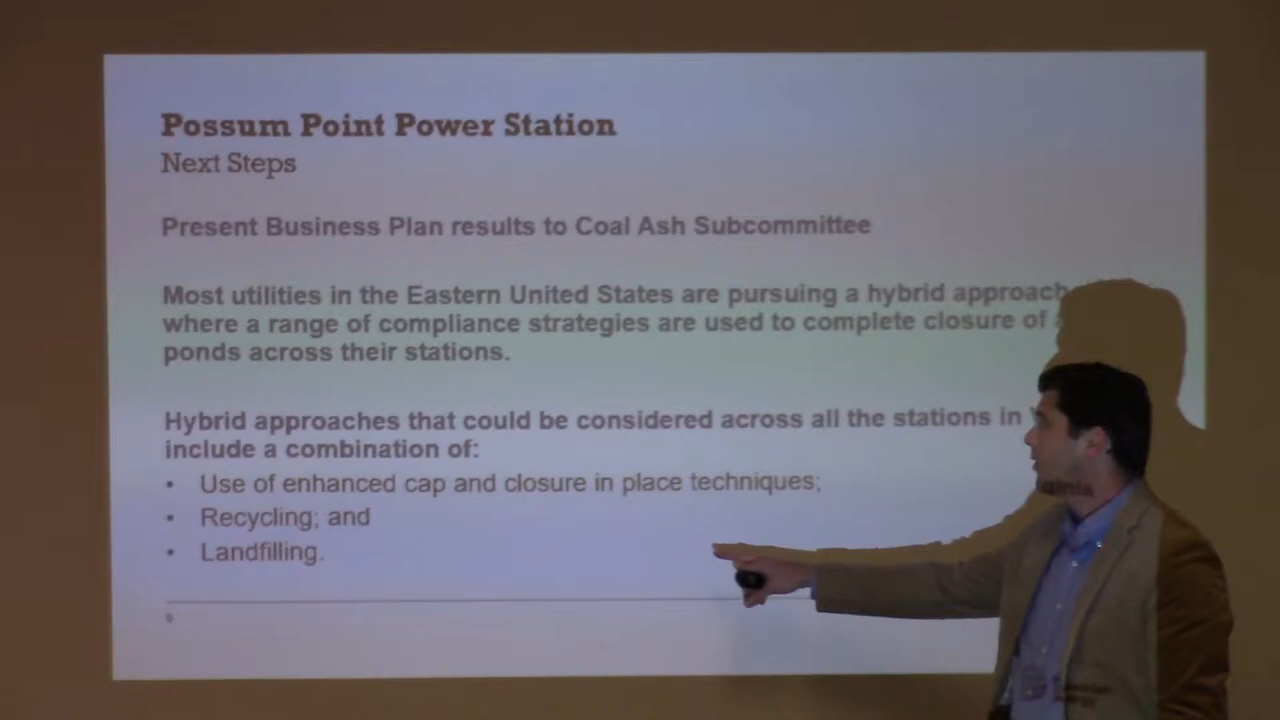 Possum Point Power Station
Next Steps
Present Business Plan results to Coal Ash Subcommittee
Most utilities in the Eastern United States are pursuing a hybrid approach
where a range of compliance strategies are used to complete closure of
ponds across their stations.
Hybrid approaches that could be considered across all the stations in
include a combination of:
• Use of enhanced cap and closure in place techniques;
• Recycling; and
• Landfilling.
9